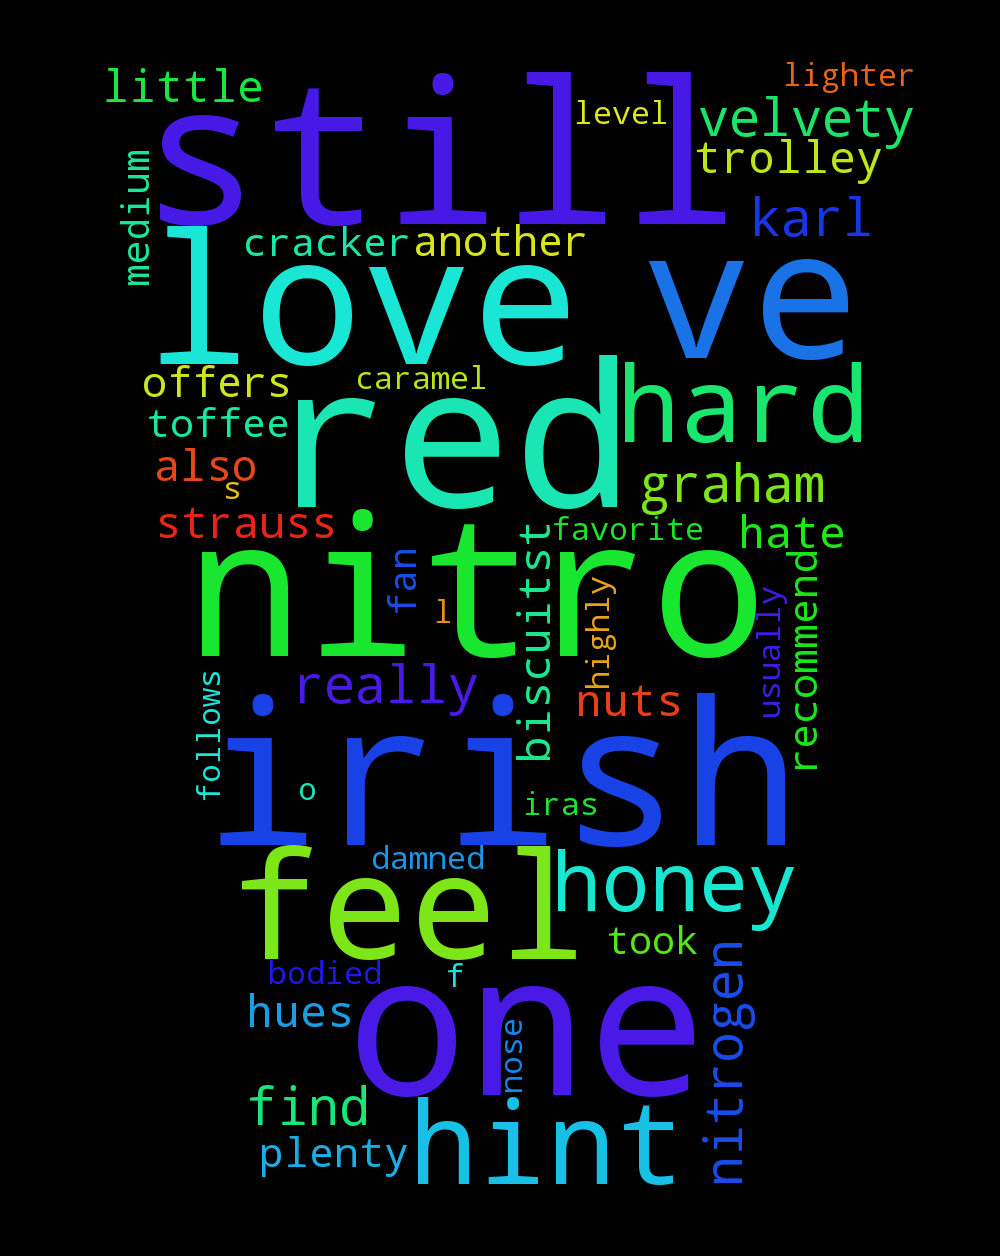 lighter
little
still
level
velvety
trolley
medium
karl
love
cracker
another
ve
offers
caramel
red
hard
toffee
also
s
graham
strauss
nitro
favorite
hate
fan
l
biscuitst
highly
usually
recommend
really
nuts
follows
irish
o
iras
damned
feel
honey
took
bodied
f
hues
one
nose
nitrogen
find
plenty
hint